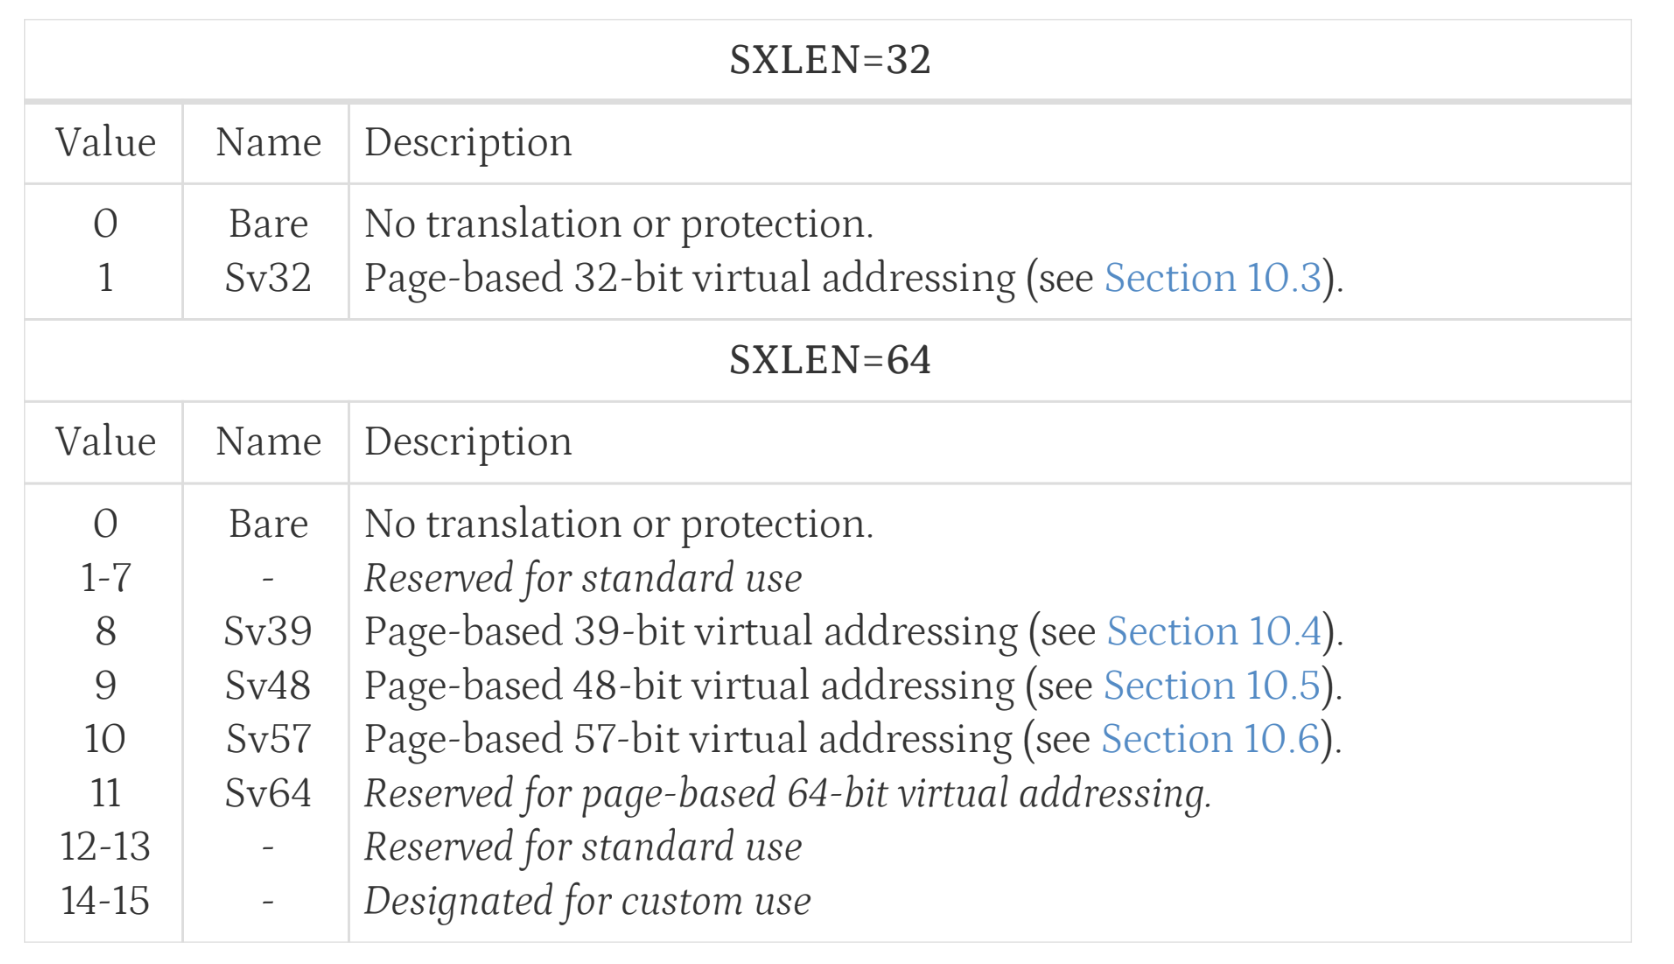 SXLEN=32
Value Name Description
0 Bare No translation or protection.
1 Sv32 Page-based 32-bit virtual addressing (see Section 10.3).
SXLEN=64
Value Name Description
0 Bare No translation or protection.
1-7 - Reserved for standard use
8 Sv39 Page-based 39-bit virtual addressing (see Section 10.4).
9 Sv48 Page-based 48-bit virtual addressing (see Section 10.5).
10 Sv57 Page-based 57-bit virtual addressing (see Section 10.6).
11 Sv64 Reserved for page-based 64-bit virtual addressing.
12-13 - Reserved for standard use
14-15 - Designated for custom use